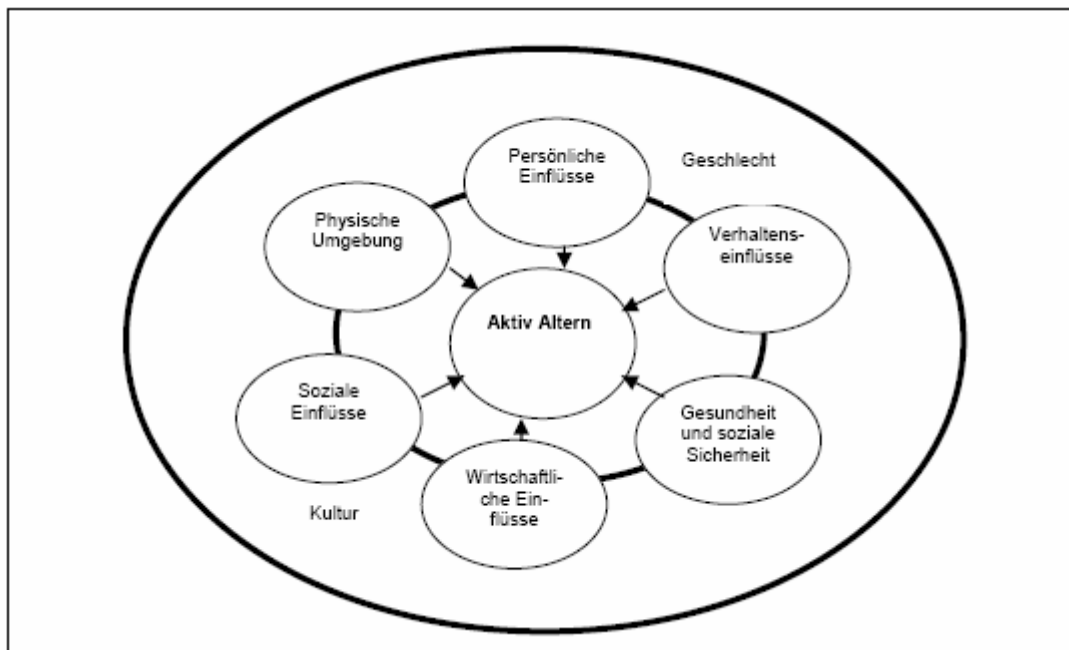 Persönliche
Einflüsse
Geschlecht
Physische
Umgebung
Verhaltens-
einflüsse
Aktiv Altern
Soziale
Einflüsse
Gesundheit
und soziale
Sicherheit
Wirtschaftli-
che Ein-
flüsse
Kultur